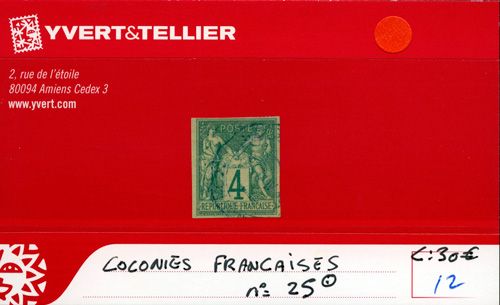 YVERT&TELLIER
2, rue de l'étoile
80094 Amiens Cedex 3
www.yvert.com
POSTES
4
REPUBLIQUE FRANÇAISE
COLONIES FRANCAISES
n= 25
C:30€
12